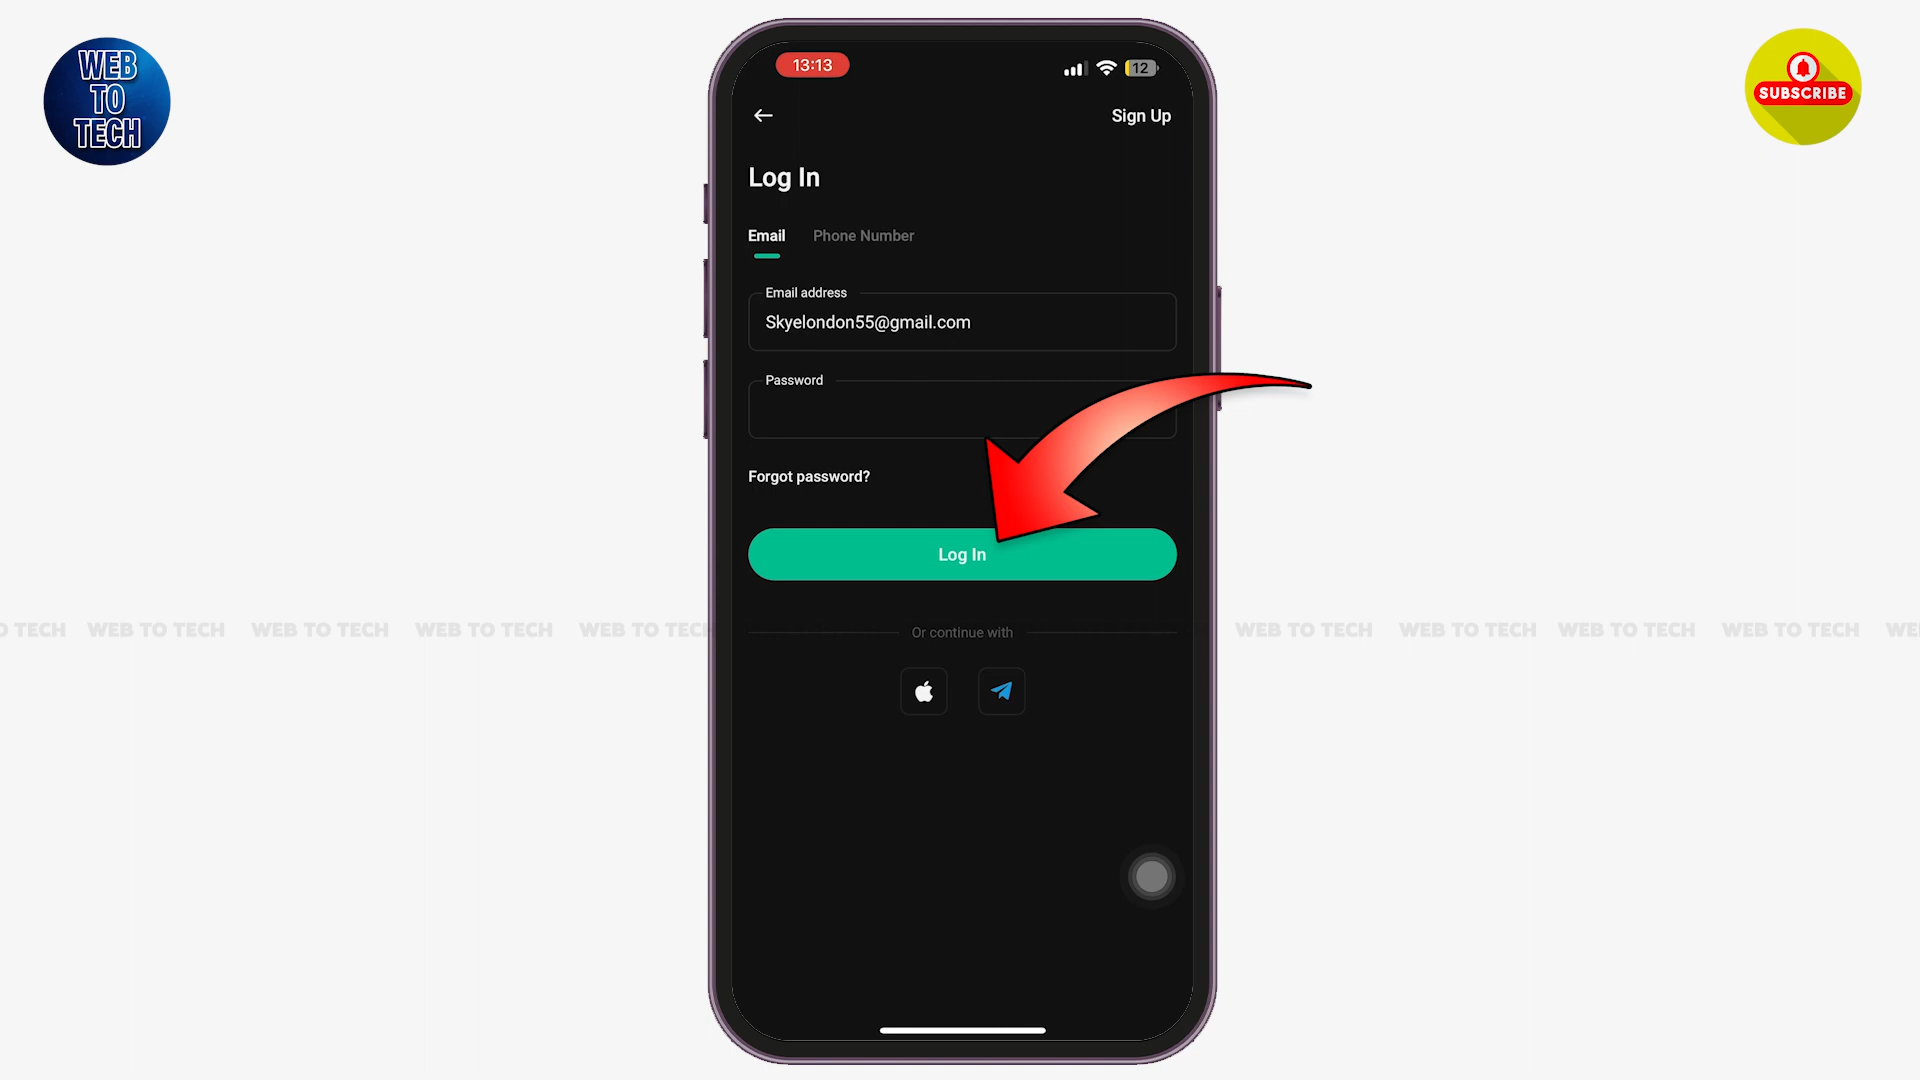 WEB
TO
TECH
SUBSCRIBE
13:13
12
Sign Up
Log In
Email
Phone Number
Email address
Skyelondon55@gmail.com
Password
Forgot password?
Log In
O TECH WEB TO TECH WEB TO TECH WEB TO TECH WEB TO TECH WEB TO TECH WEB TO TECH WEB TO TECH WEB TO TECH WE
Or continue with